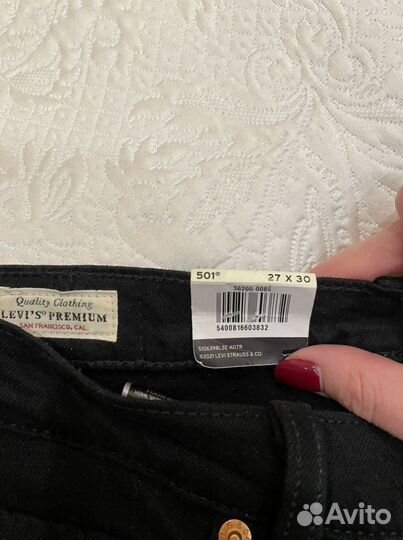 Quality Clothing
LEVI'S® PREMIUM
SAN FRANCISCO, CAL.
501® 27 X 30
36200-0085
5400816603832
©2021 LEVI STRAUSS & CO.
Avito